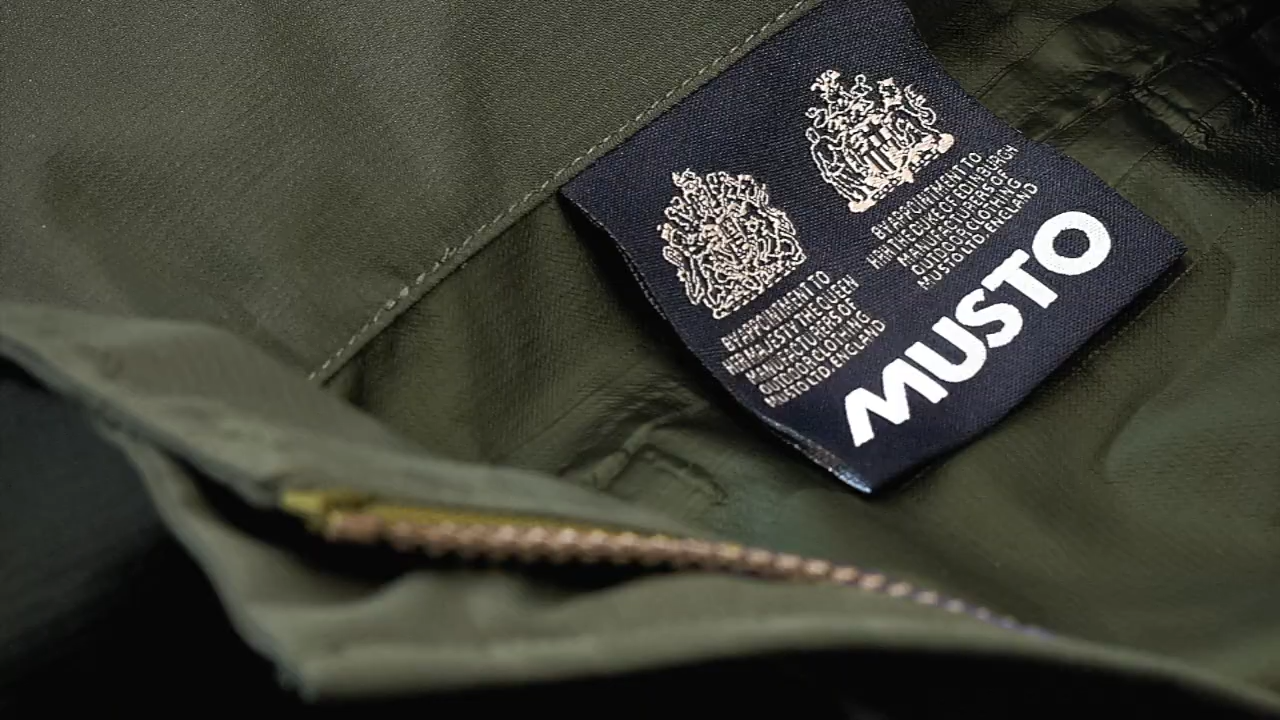 BY APPOINTMENT TO
HER MAJESTY THE QUEEN
MANUFACTURERS OF
OUTDOOR CLOTHING
MUSTO LTD. ENGLAND
BY APPOINTMENT TO
HRH THE DUKE OF EDINBURGH
MANUFACTURERS OF
OUTDOOR CLOTHING
MUSTO LTD. ENGLAND
MUSTO